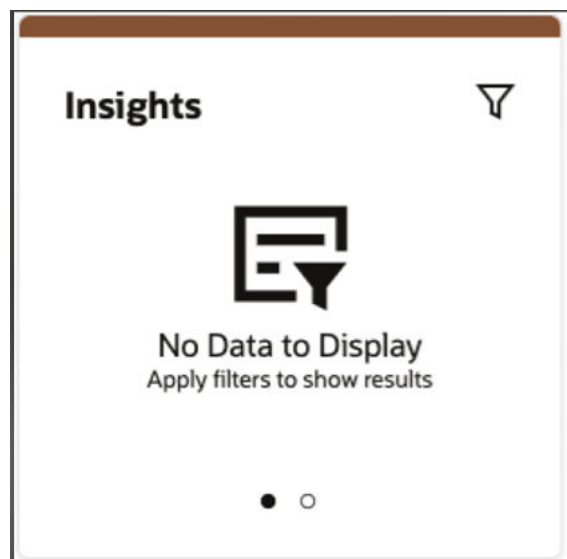 Insights
No Data to Display
Apply filters to show results